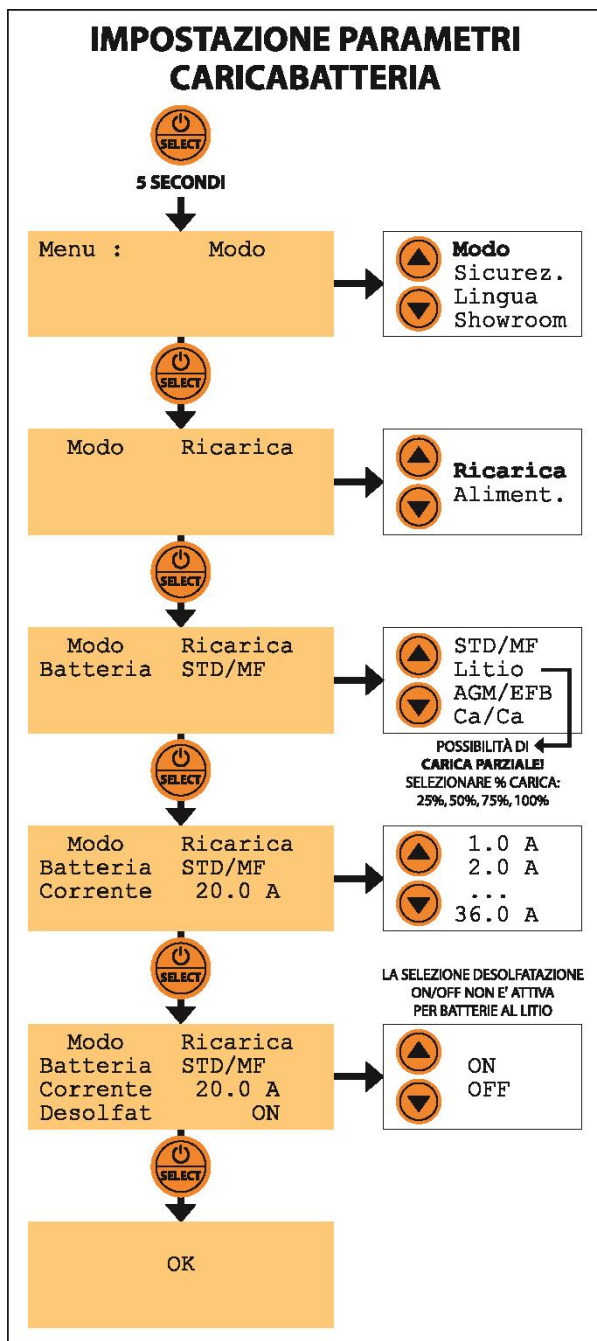 IMPOSTAZIONE PARAMETRI
CARICABATTERIA
SELECT
5 SECONDI
Menu : Modo
Modo
Sicurez.
Lingua
Showroom
SELECT
Modo Ricarica
Ricarica
Aliment.
SELECT
Modo Ricarica
Batteria STD/MF
STD/MF
Litio
AGM/EFB
Ca/Ca
POSSIBILITÀ DI
CARICA PARZIALE!
SELEZIONARE % CARICA:
25%, 50%, 75%, 100%
SELECT
Modo Ricarica
Batteria STD/MF
Corrente 20.0 A
1.0 A
2.0 A
...
36.0 A
SELECT
LA SELEZIONE DESOLFATAZIONE
ON/OFF NON E' ATTIVA
PER BATTERIE AL LITIO
Modo Ricarica
Batteria STD/MF
Corrente 20.0 A
Desolfat ON
ON
OFF
SELECT
OK